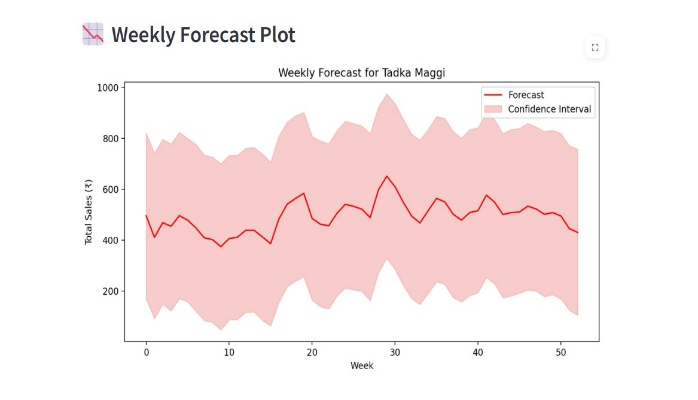 Weekly Forecast Plot
Weekly Forecast for Tadka Maggi
Forecast
Confidence Interval
1000
800
600
400
200
Total Sales (₹)
0 10 20 30 40 50
Week